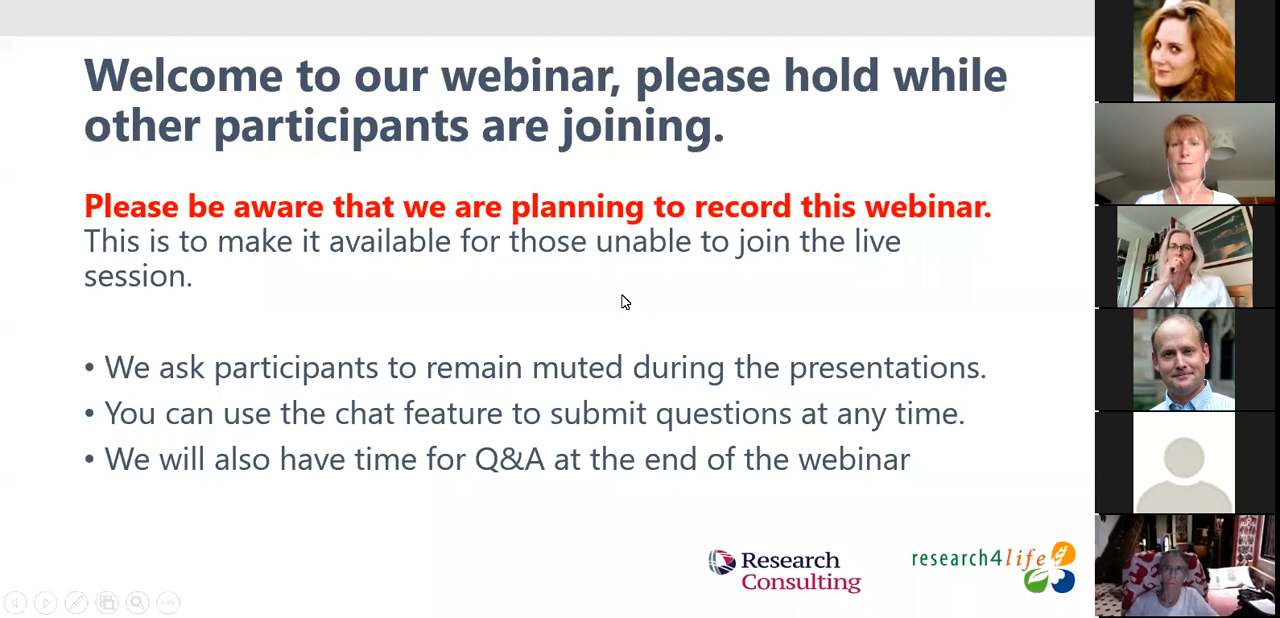 Welcome to our webinar, please hold while
other participants are joining.
Please be aware that we are planning to record this webinar.
This is to make it available for those unable to join the live
session.
• We ask participants to remain muted during the presentations.
• You can use the chat feature to submit questions at any time.
• We will also have time for Q&A at the end of the webinar
Research
Consulting
research4life